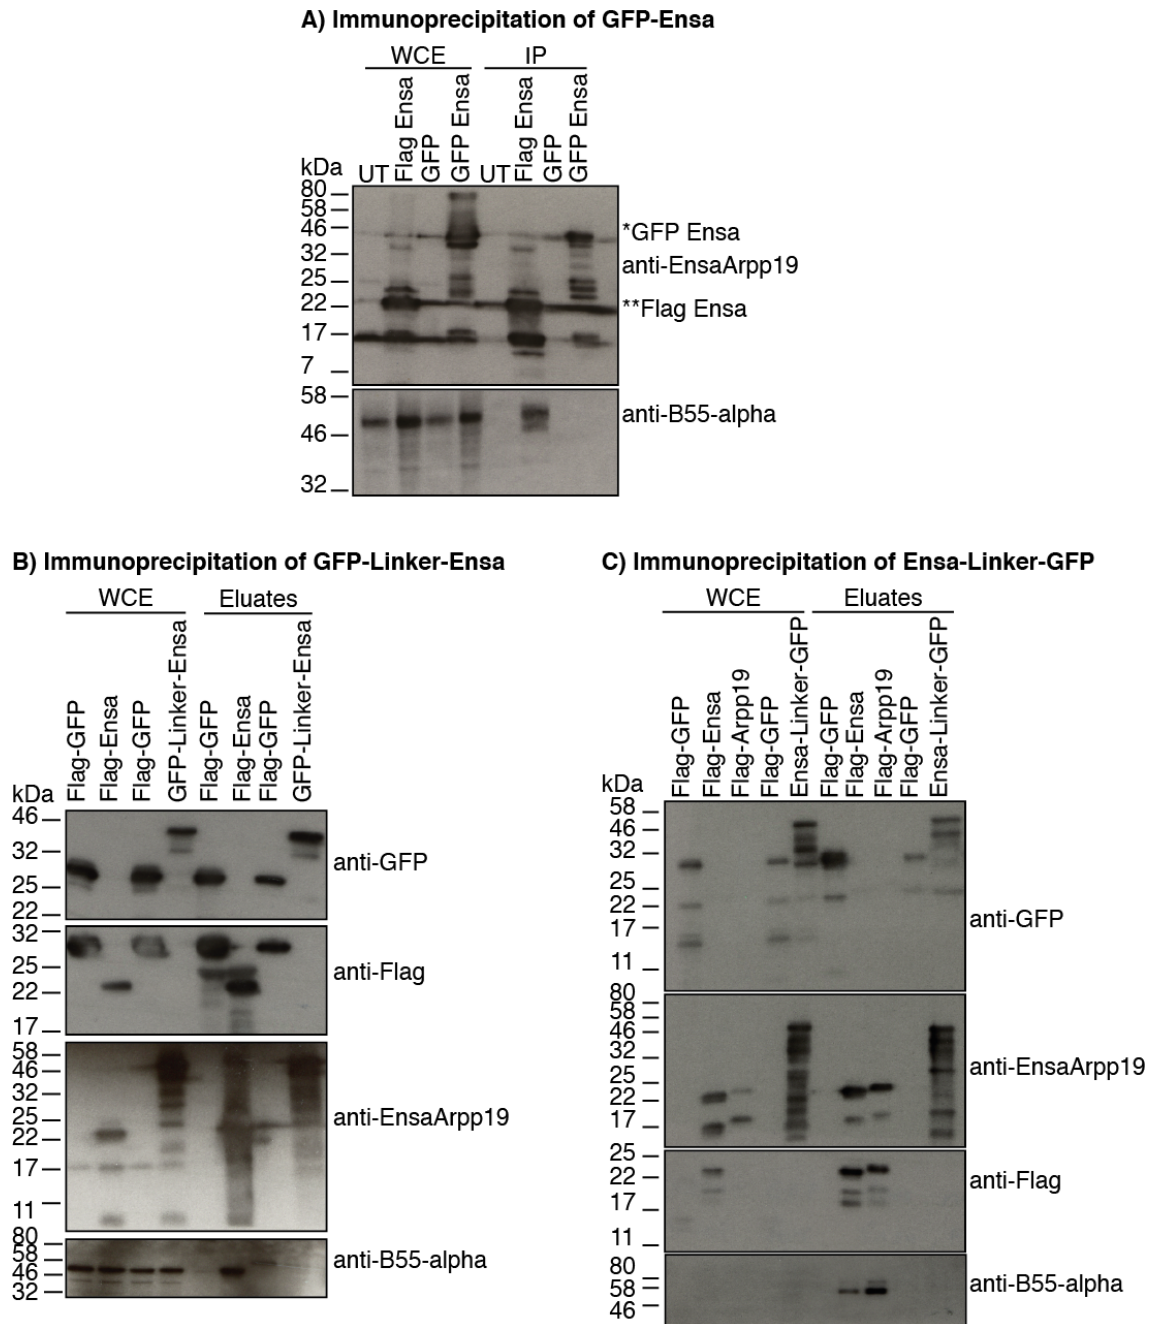 A) Immunoprecipitation of GFP-Ensa
WCE IP
UT Flag Ensa GFP GFP Ensa UT Flag Ensa GFP GFP Ensa
kDa
80
58
46
*GFP Ensa
32
anti-EnsaArpp19
25
22
**Flag Ensa
17
7
58
anti-B55-alpha
46
32
B) Immunoprecipitation of GFP-Linker-Ensa
WCE Eluates
Flag-GFP Flag-Ensa Flag-GFP GFP-Linker-Ensa Flag-GFP Flag-Ensa Flag-GFP GFP-Linker-Ensa
kDa
46
32
anti-GFP
25
22
32
25
anti-Flag
22
17
58
46
32
25
anti-EnsaArpp19
22
17
11
80
58
anti-B55-alpha
46
32
C) Immunoprecipitation of Ensa-Linker-GFP
WCE Eluates
Flag-GFP Flag-Ensa Flag-Arpp19 Flag-GFP Ensa-Linker-GFP Flag-GFP Flag-Ensa Flag-Arpp19 Flag-GFP Ensa-Linker-GFP
kDa
58
46
32
25
22
anti-GFP
17
11
80
58
46
32
anti-EnsaArpp19
25
22
17
25
22
anti-Flag
17
11
80
anti-B55-alpha
58
46